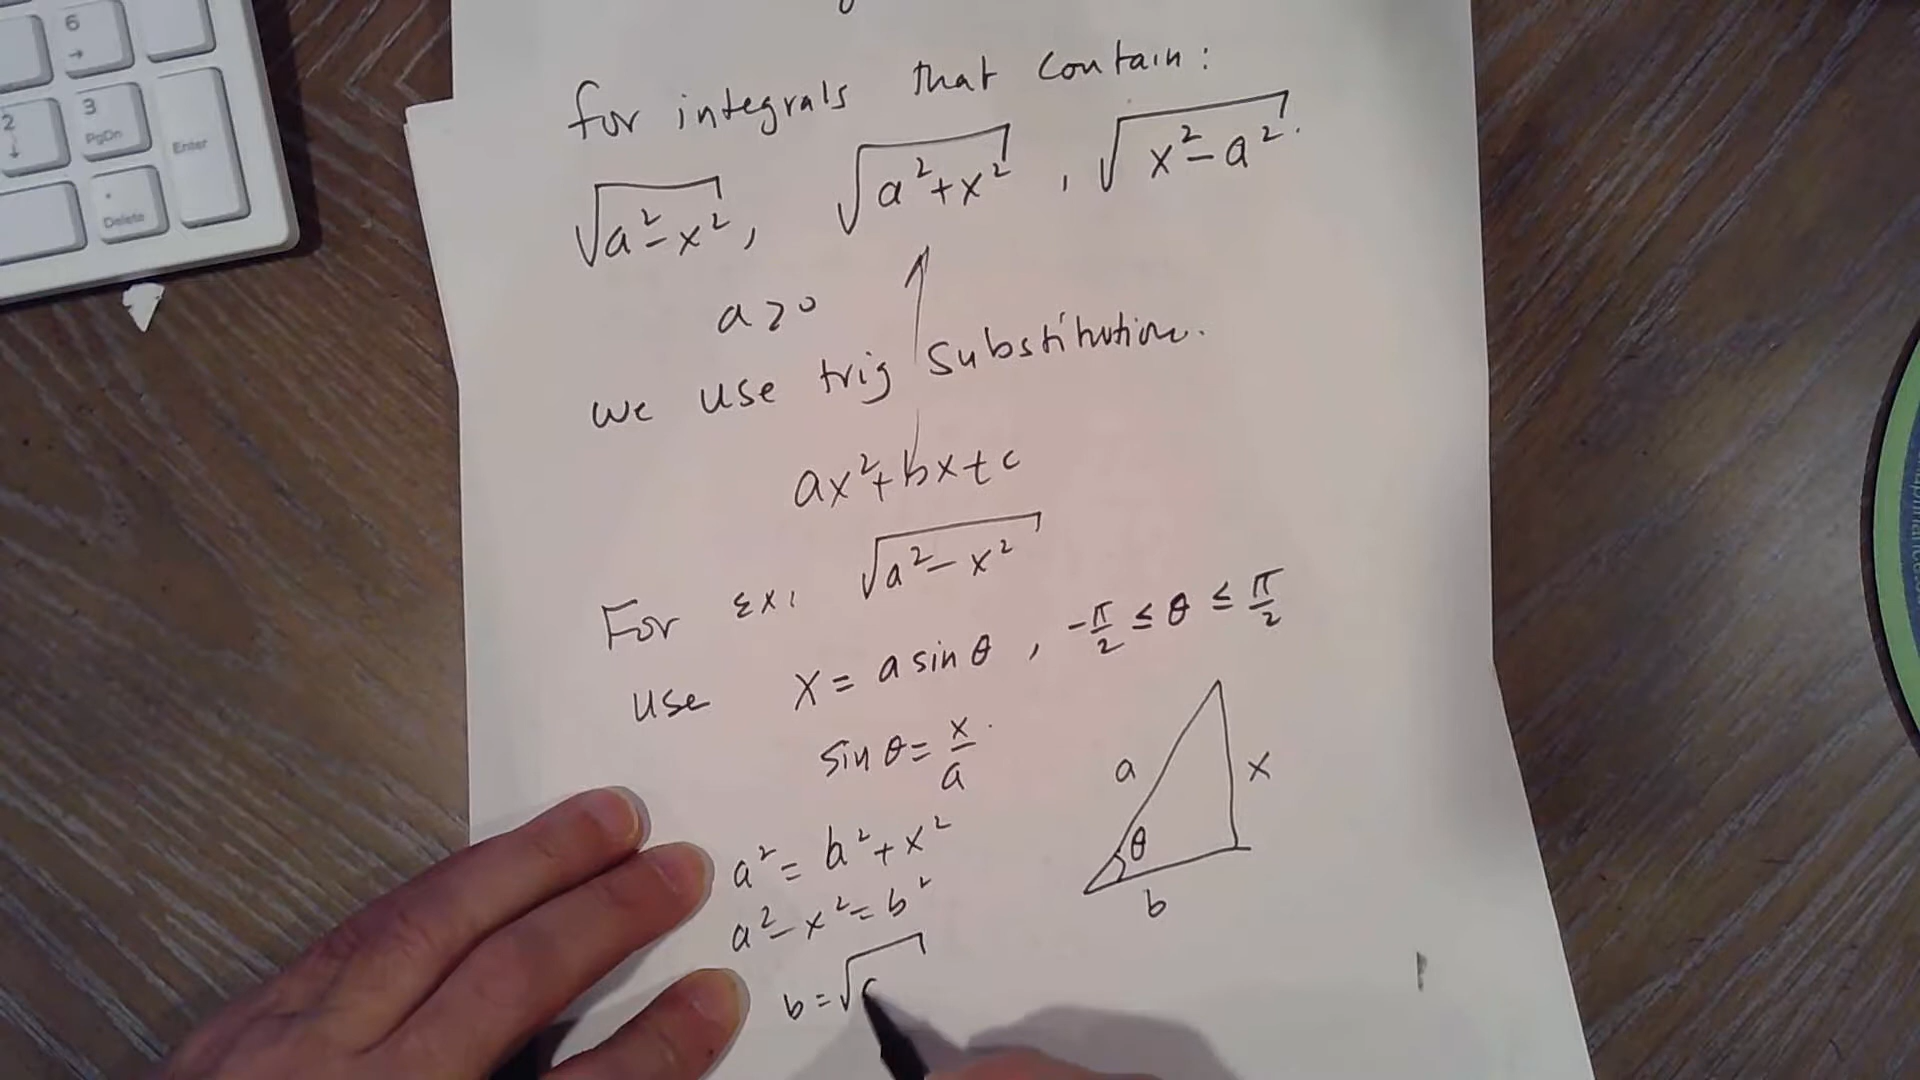 6
→
2
↓
3
PgDn
Enter
.
Delete
for integrals that contain:
√(a²-x²), √(a²+x²), √(x²-a²).
a>0
we use trig substitution.
ax²+bx+c
For Ex: √(a²-x²)
use x = a sin θ, -π/2 ≤ θ ≤ π/2
sin θ = x/a.
a
x
θ
b
a² = b²+x²
a²-x² = b²
b = √